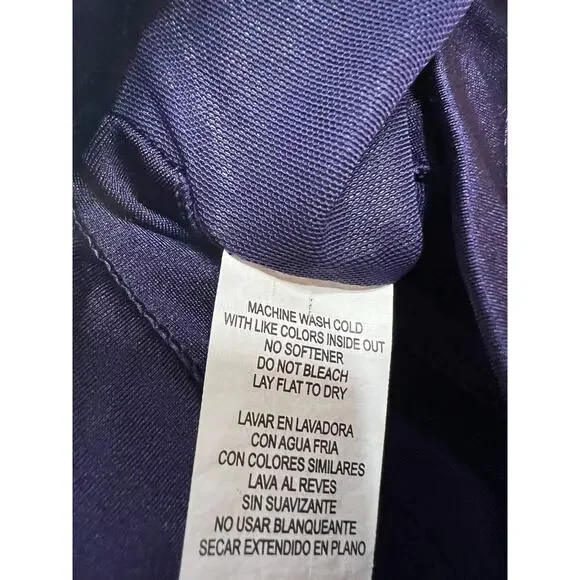 MACHINE WASH COLD
WITH LIKE COLORS INSIDE OUT
NO SOFTENER
DO NOT BLEACH
LAY FLAT TO DRY
LAVAR EN LAVADORA
CON AGUA FRIA
CON COLORES SIMILARES
LAVA AL REVES
SIN SUAVIZANTE
NO USAR BLANQUEANTE
SECAR EXTENDIDO EN PLANO